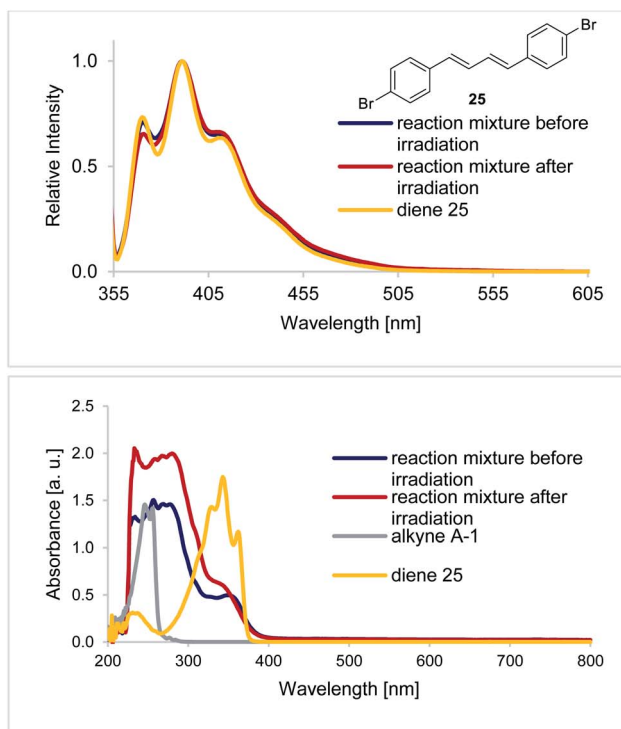 1.0
0.5
0.0
Relative Intensity
355
405
455
505
555
605
Wavelength [nm]
Br
Br
25
reaction mixture before
irradiation
reaction mixture after
irradiation
diene 25
2.5
2.0
1.5
1.0
0.5
0.0
Absorbance [a. u.]
200
300
400
500
600
700
800
Wavelength [nm]
reaction mixture before
irradiation
reaction mixture after
irradiation
alkyne A-1
diene 25